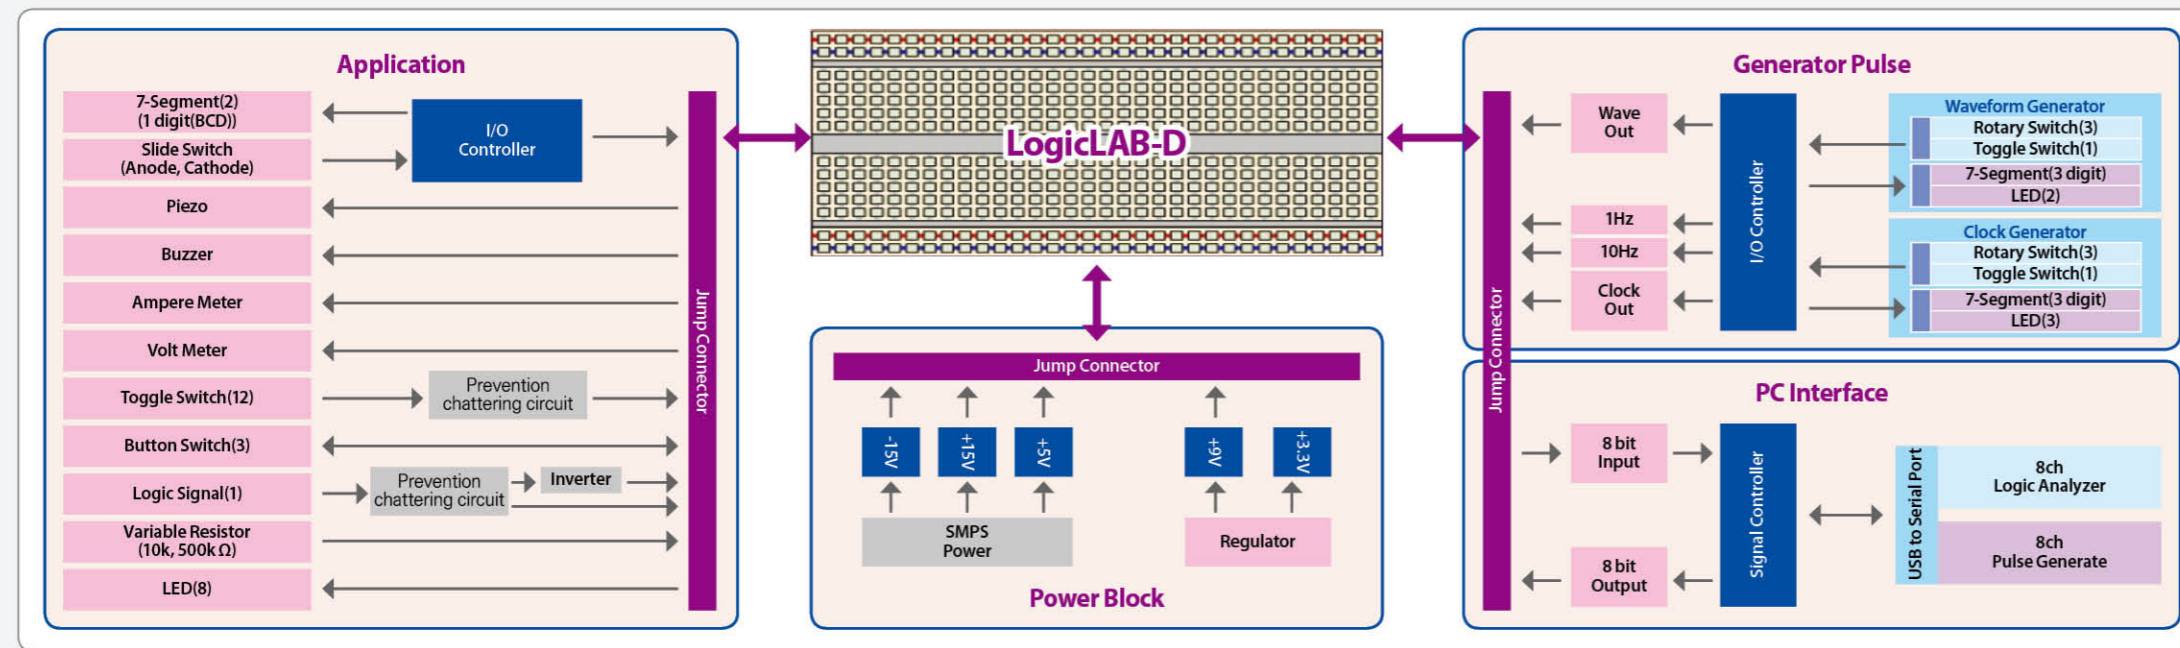 Application
7-Segment(2)
(1 digit(BCD))
Slide Switch
(Anode, Cathode)
Piezo
Buzzer
Ampere Meter
Volt Meter
Toggle Switch(12)
Button Switch(3)
Logic Signal(1)
Variable Resistor
(10k, 500k Ω)
LED(8)
I/O
Controller
Prevention
chattering circuit
Prevention
chattering circuit
Inverter
Jump Connector
LogicLAB-D
Jump Connector
-15V
+15V
+5V
+9V
+3.3V
SMPS
Power
Regulator
Power Block
Generator Pulse
Jump Connector
Wave
Out
1Hz
10Hz
Clock
Out
I/O Controller
Waveform Generator
Rotary Switch(3)
Toggle Switch(1)
7-Segment(3 digit)
LED(2)
Clock Generator
Rotary Switch(3)
Toggle Switch(1)
7-Segment(3 digit)
LED(3)
PC Interface
8 bit
Input
8 bit
Output
Signal Controller
USB to Serial Port
8ch
Logic Analyzer
8ch
Pulse Generate